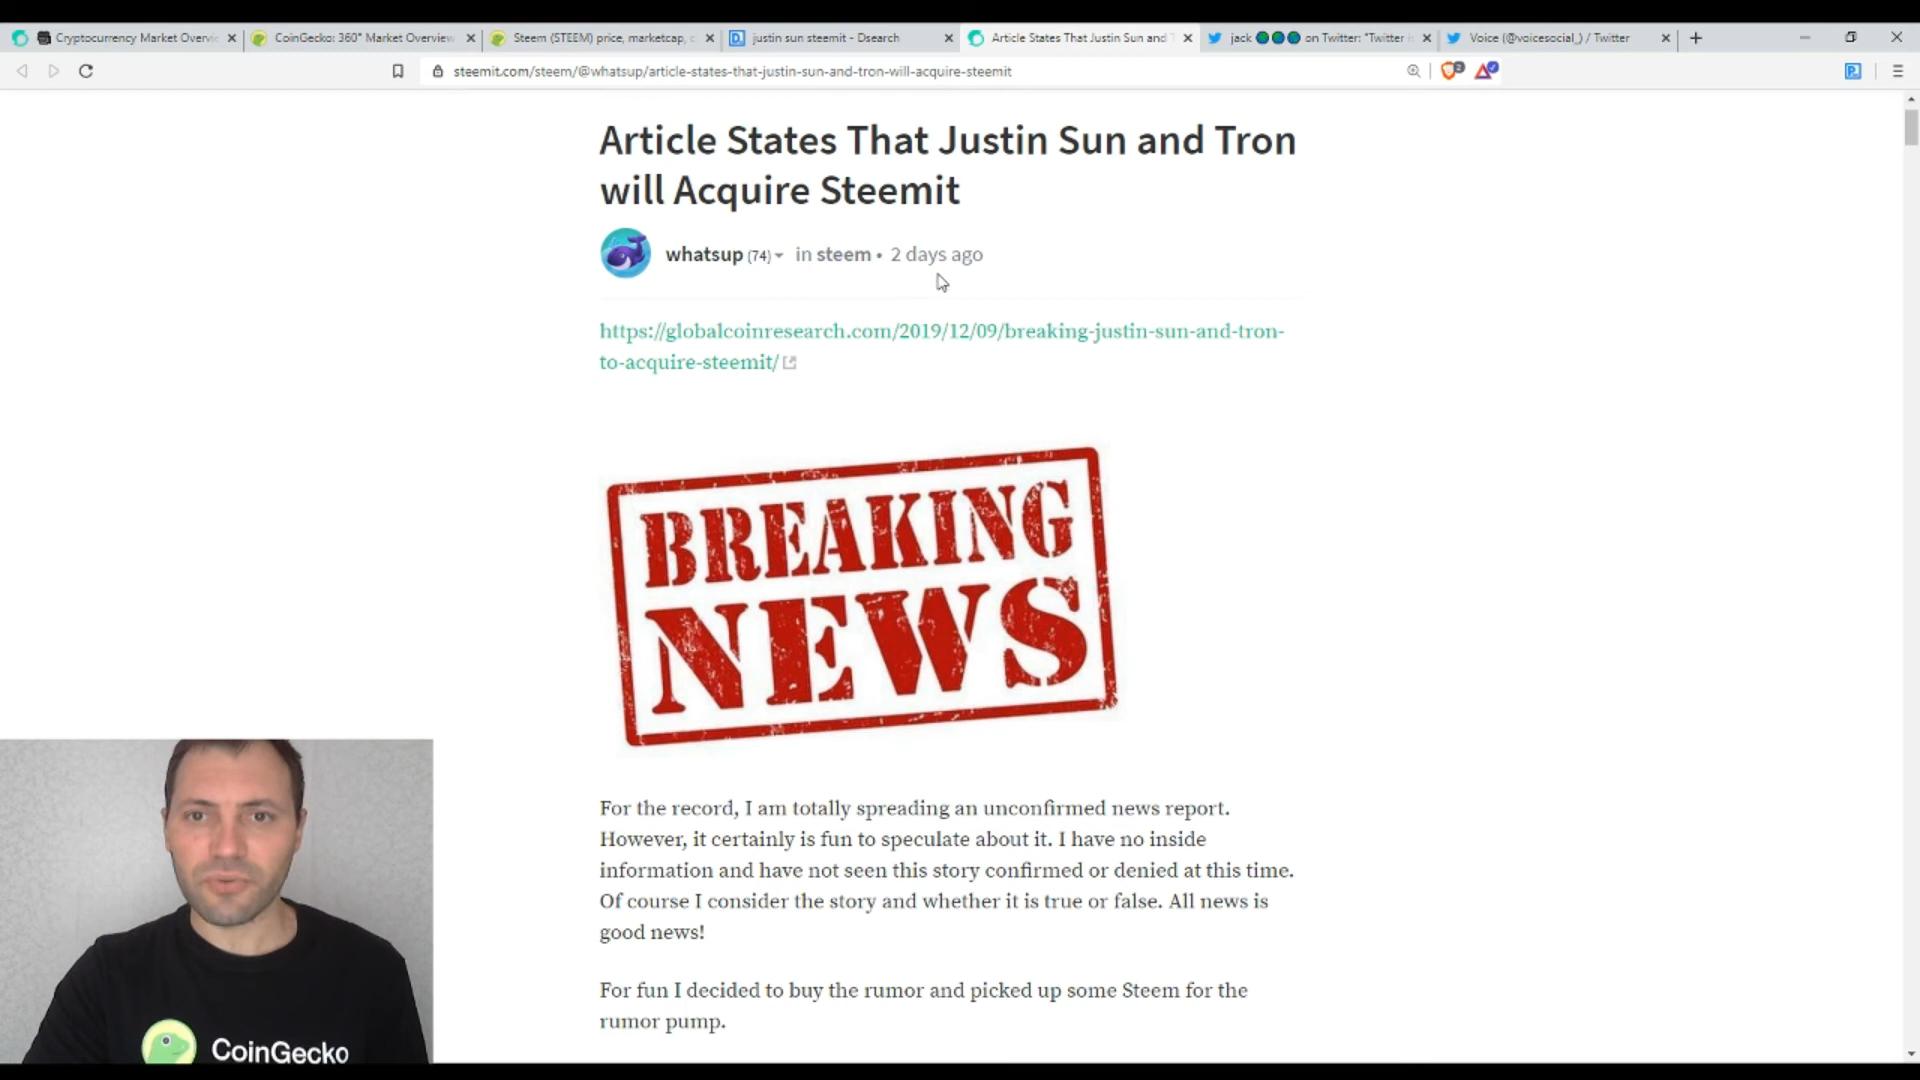 Cryptocurrency Market Overvi
CoinGecko: 360° Market Overview
Steem (STEEM) price, marketcap, c
justin sun steemit - Dsearch
Article States That Justin Sun and T
jack on Twitter: "Twitter i
Voice (@voicesocial_) / Twitter
steemit.com/steem/@whatsup/article-states-that-justin-sun-and-tron-will-acquire-steemit
Article States That Justin Sun and Tron
will Acquire Steemit
whatsup (74) in steem • 2 days ago
https://globalcoinresearch.com/2019/12/09/breaking-justin-sun-and-tron-
to-acquire-steemit/
BREAKING
NEWS
For the record, I am totally spreading an unconfirmed news report.
However, it certainly is fun to speculate about it. I have no inside
information and have not seen this story confirmed or denied at this time.
Of course I consider the story and whether it is true or false. All news is
good news!
For fun I decided to buy the rumor and picked up some Steem for the
rumor pump.
CoinGecko